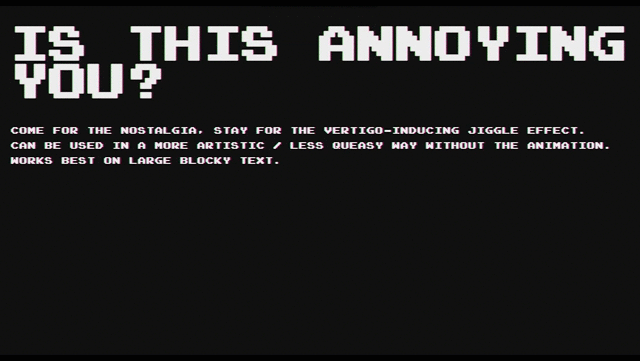 IS THIS ANNOYING
YOU?
COME FOR THE NOSTALGIA, STAY FOR THE VERTIGO-INDUCING JIGGLE EFFECT.
CAN BE USED IN A MORE ARTISTIC / LESS QUEASY WAY WITHOUT THE ANIMATION.
WORKS BEST ON LARGE BLOCKY TEXT.